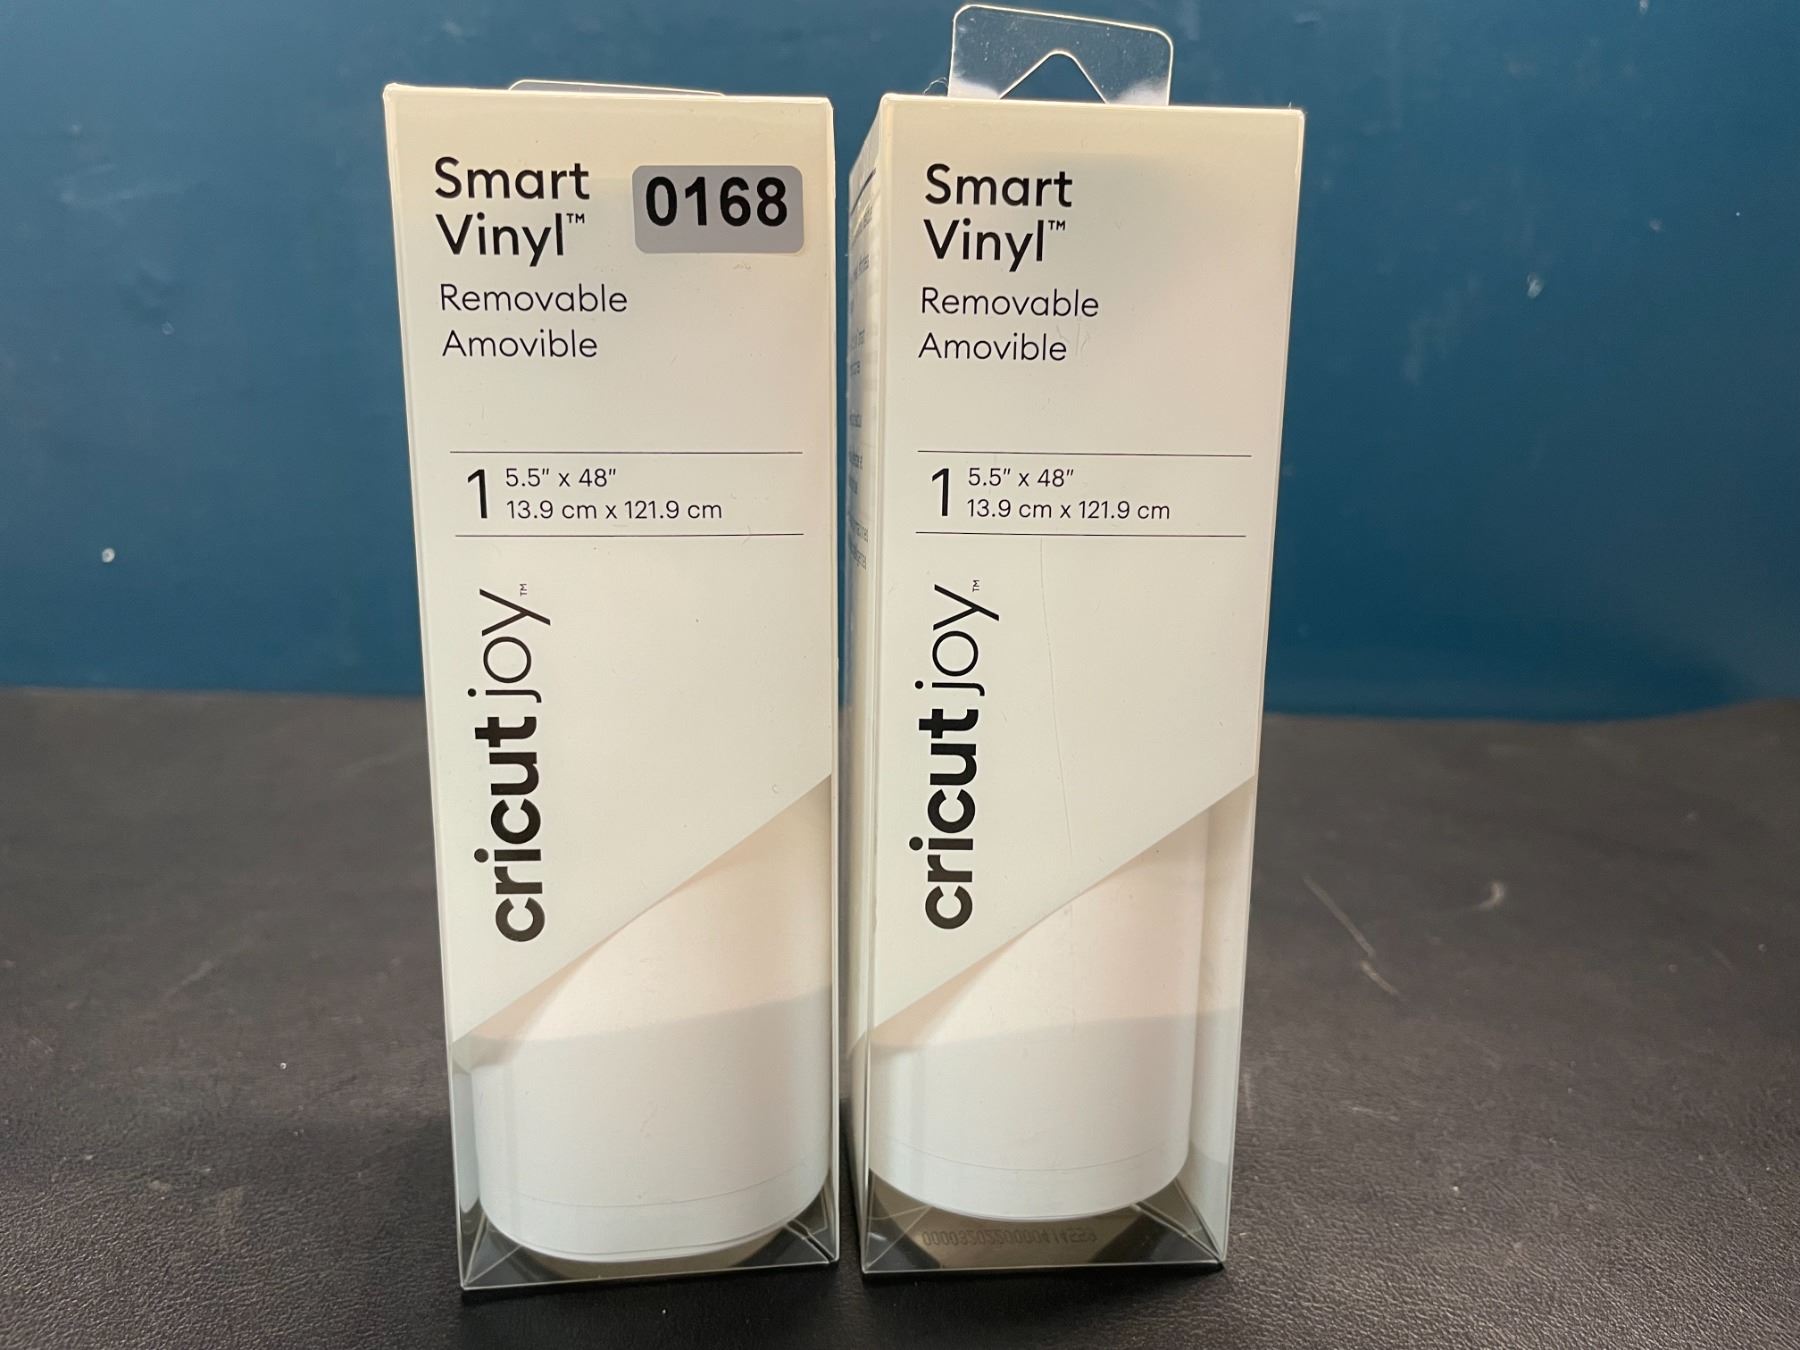 Smart
Vinyl™
0168
Removable
Amovible
1
5.5" x 48"
13.9 cm x 121.9 cm
cricut joy™
Smart
Vinyl™
Removable
Amovible
1
5.5" x 48"
13.9 cm x 121.9 cm
cricut joy™